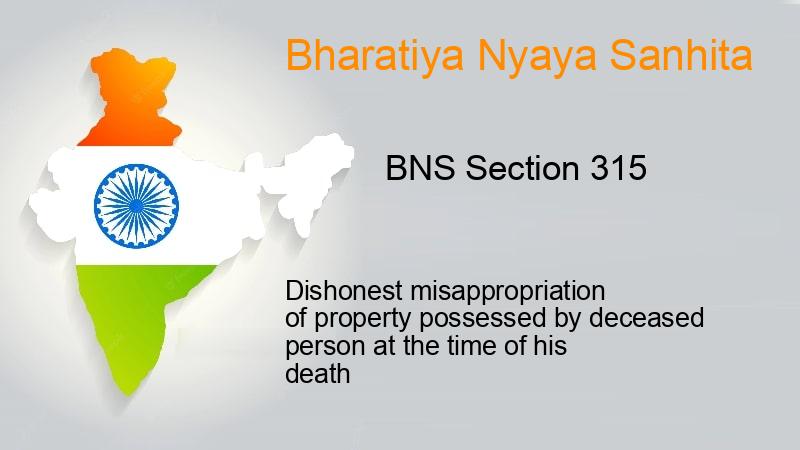 Bharatiya Nyaya Sanhita
BNS Section 315
Dishonest misappropriation
of property possessed by deceased
person at the time of his
death